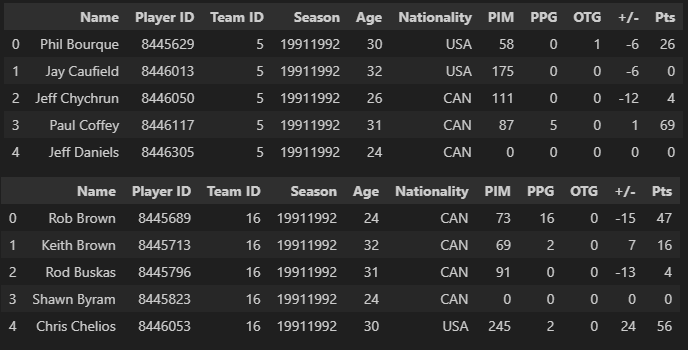 Name Player ID Team ID Season Age Nationality PIM PPG OTG +/- Pts
0 Phil Bourque 8445629 5 19911992 30 USA 58 0 1 -6 26
1 Jay Caufield 8446013 5 19911992 32 USA 175 0 0 -6 0
2 Jeff Chychrun 8446050 5 19911992 26 CAN 111 0 0 -12 4
3 Paul Coffey 8446117 5 19911992 31 CAN 87 5 0 1 69
4 Jeff Daniels 8446305 5 19911992 24 CAN 0 0 0 0 0
Name Player ID Team ID Season Age Nationality PIM PPG OTG +/- Pts
0 Rob Brown 8445689 16 19911992 24 CAN 73 16 0 -15 47
1 Keith Brown 8445713 16 19911992 32 CAN 69 2 0 7 16
2 Rod Buskas 8445796 16 19911992 31 CAN 91 0 0 -13 4
3 Shawn Byram 8445823 16 19911992 24 CAN 0 0 0 0 0
4 Chris Chelios 8446053 16 19911992 30 USA 245 2 0 24 56